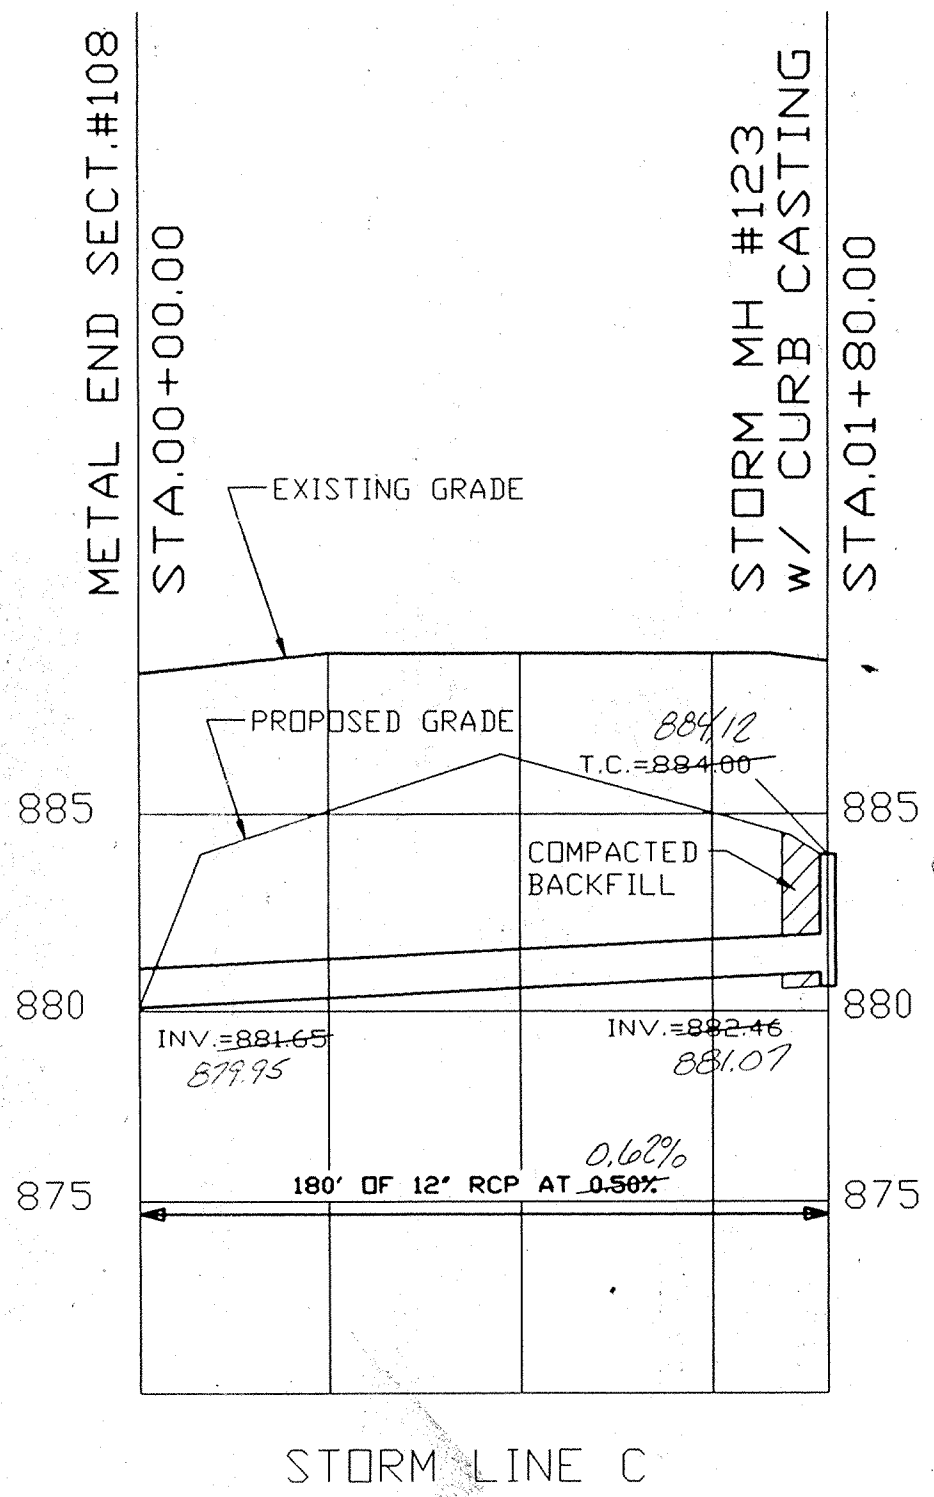 METAL END SECT.#108
STA.00+00.00
STORM MH #123
W/ CURB CASTING
STA.01+80.00
EXISTING GRADE
PROPOSED GRADE
884.12
T.C.=884.00
885
885
COMPACTED
BACKFILL
880
880
INV.=881.65
879.95
INV.=882.46
881.07
0.62%
180' OF 12" RCP AT 0.50%
875
875
STORM LINE C